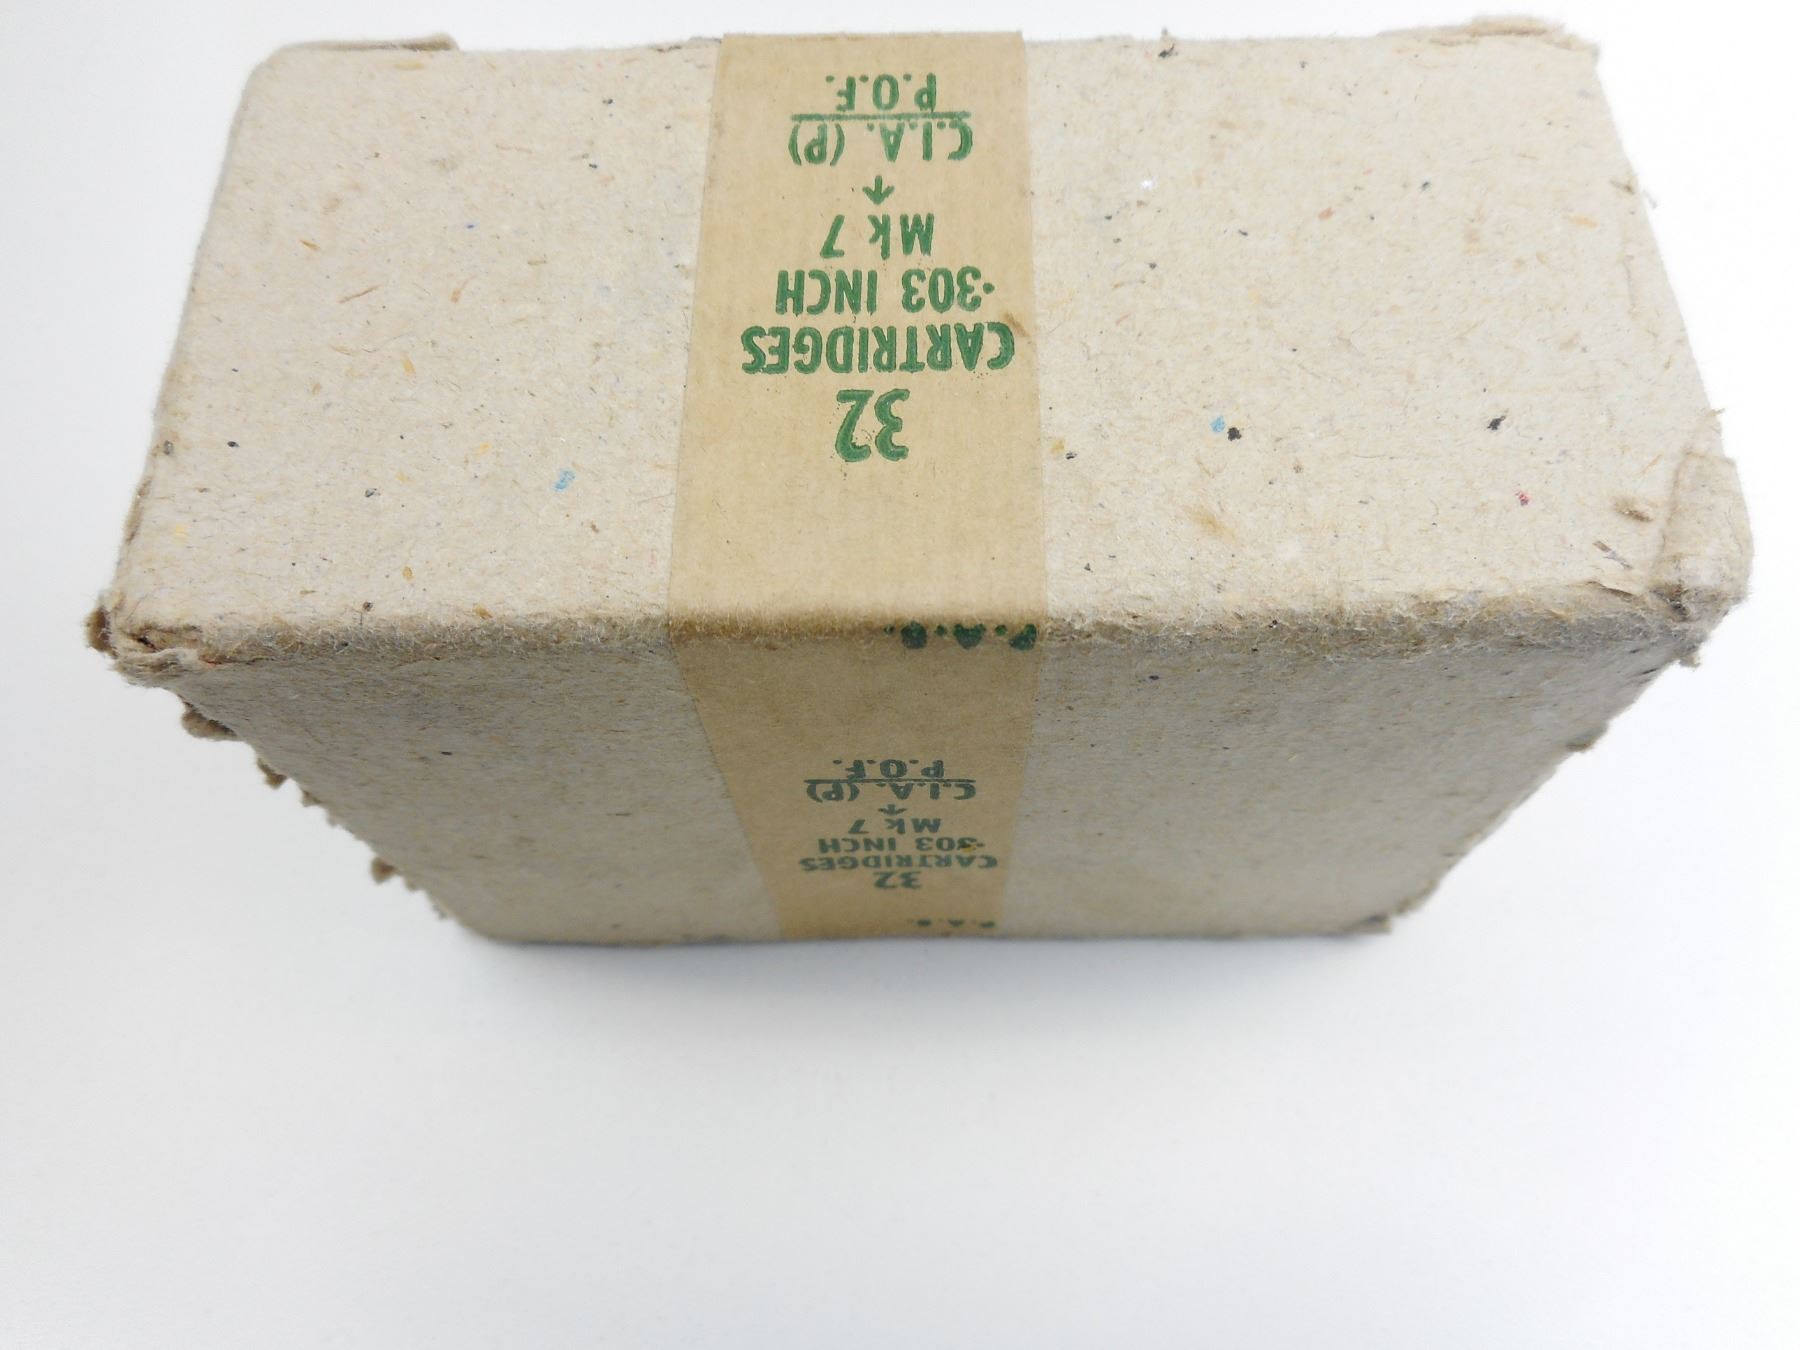 32
CARTRIDGES
·303 INCH
Mk 7
↑
C.I.A. (P)
P.O.F.
P.A.B.
32
CARTRIDGES
·303 INCH
Mk 7
↑
C.I.A. (P)
P.O.F.
P.A.B.